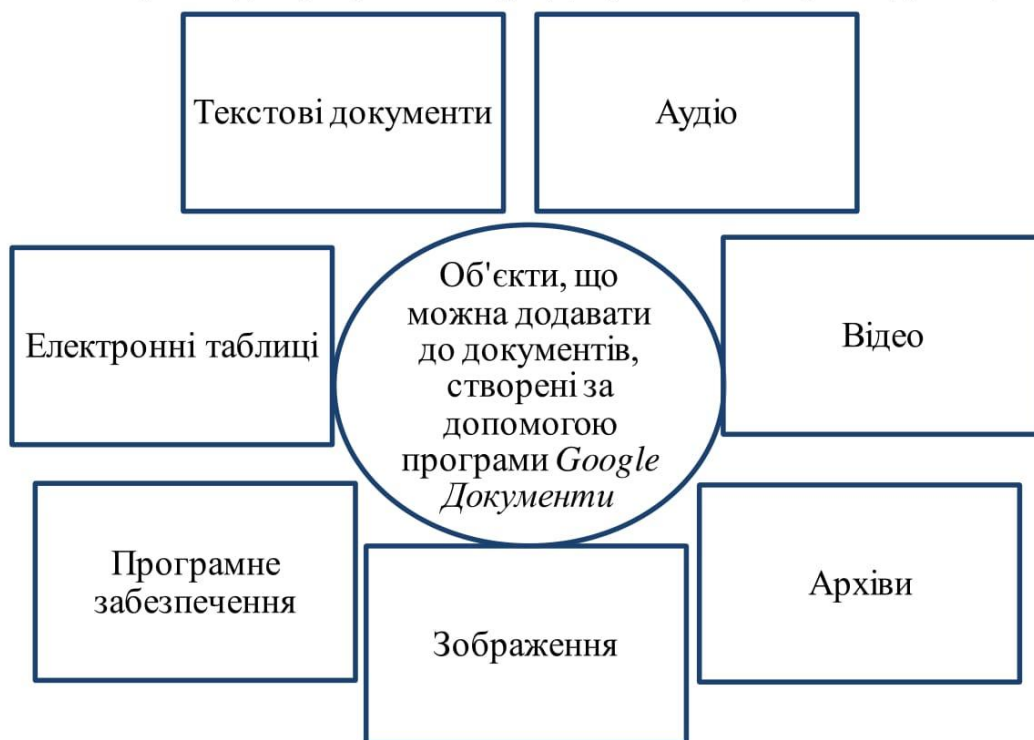 Текстові документи
Аудіо
Електронні таблиці
Об'єкти, що
можна додавати
до документів,
створені за
допомогою
програми Google
Документи
Відео
Програмне
забезпечення
Зображення
Архіви